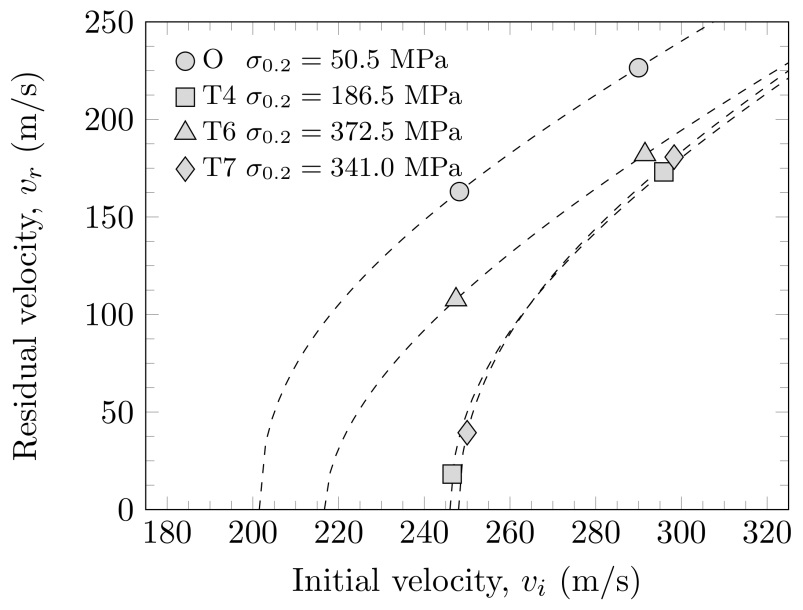 250
200
150
100
50
0
Residual velocity, v_r (m/s)
O σ_0.2 = 50.5 MPa
T4 σ_0.2 = 186.5 MPa
T6 σ_0.2 = 372.5 MPa
T7 σ_0.2 = 341.0 MPa
180 200 220 240 260 280 300 320
Initial velocity, v_i (m/s)